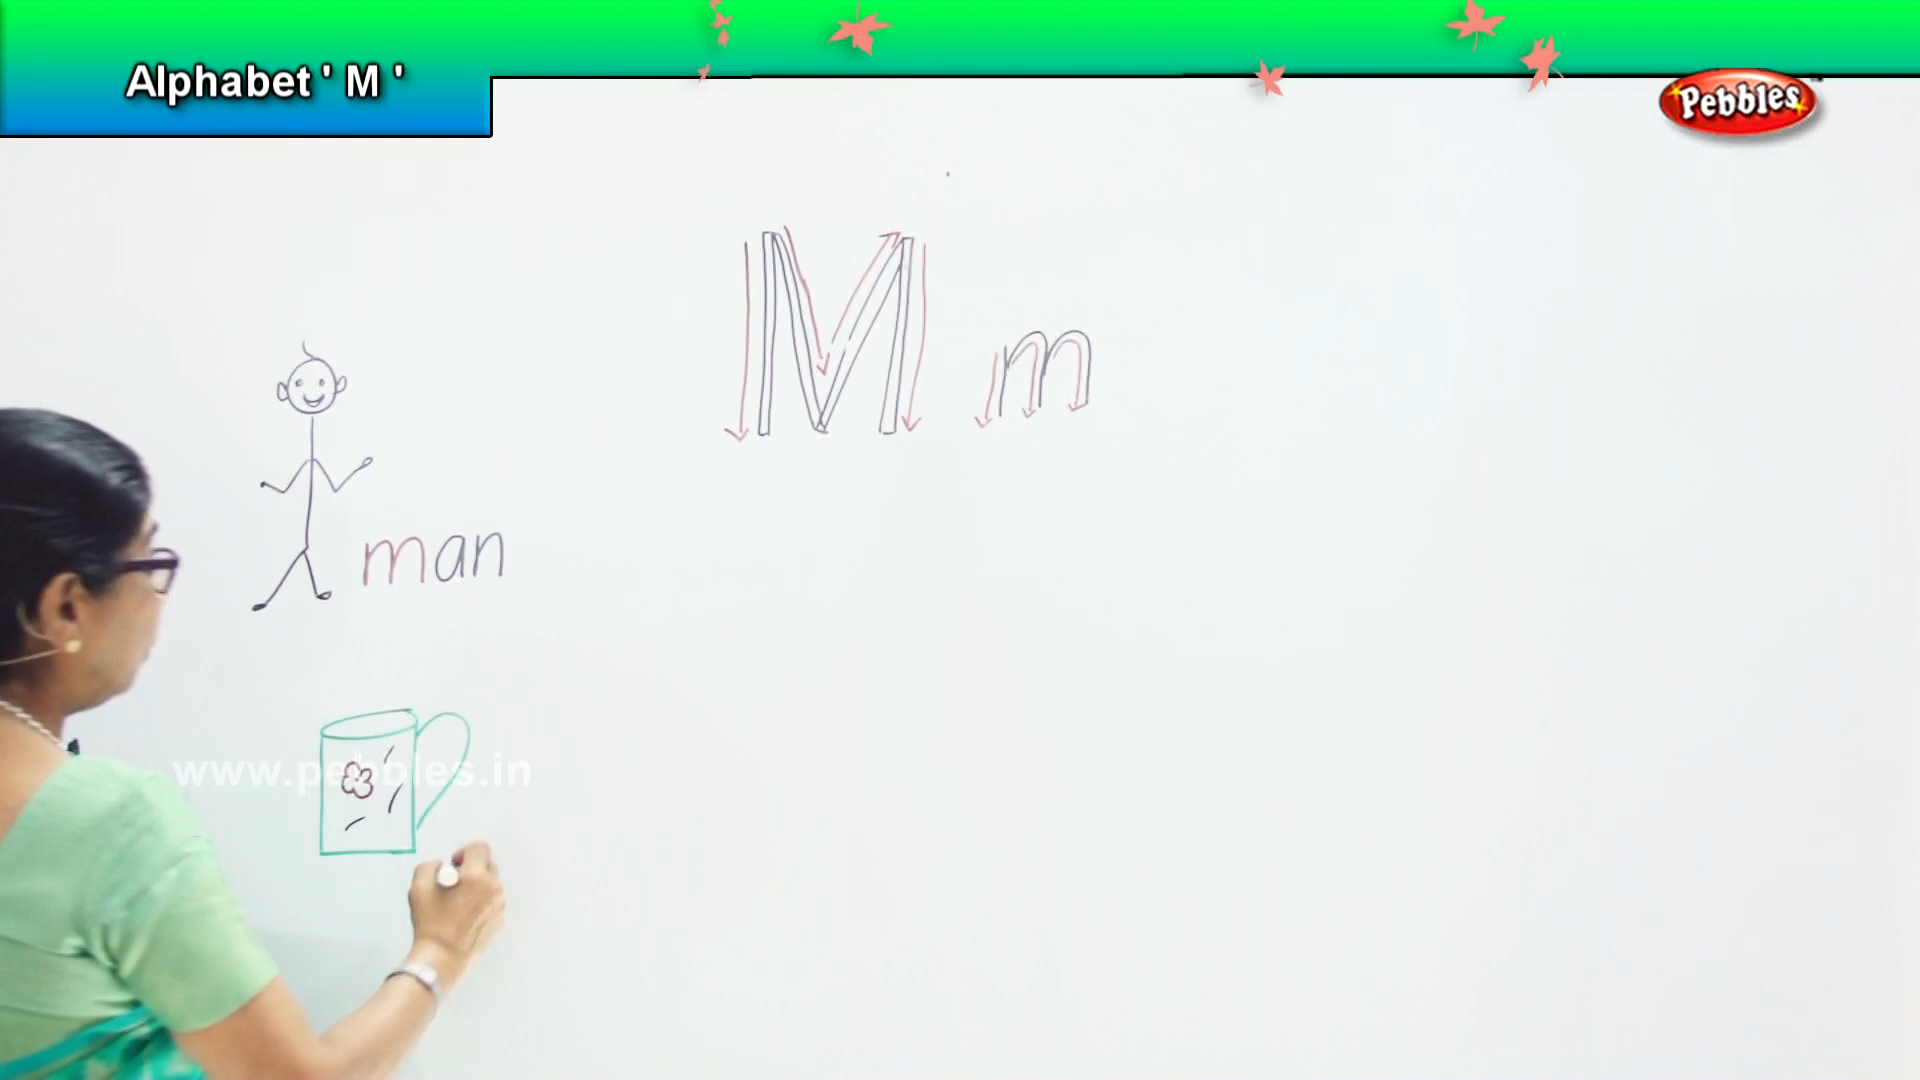 Alphabet ' M '
Pebbles
M m
man
www.pebbles.in